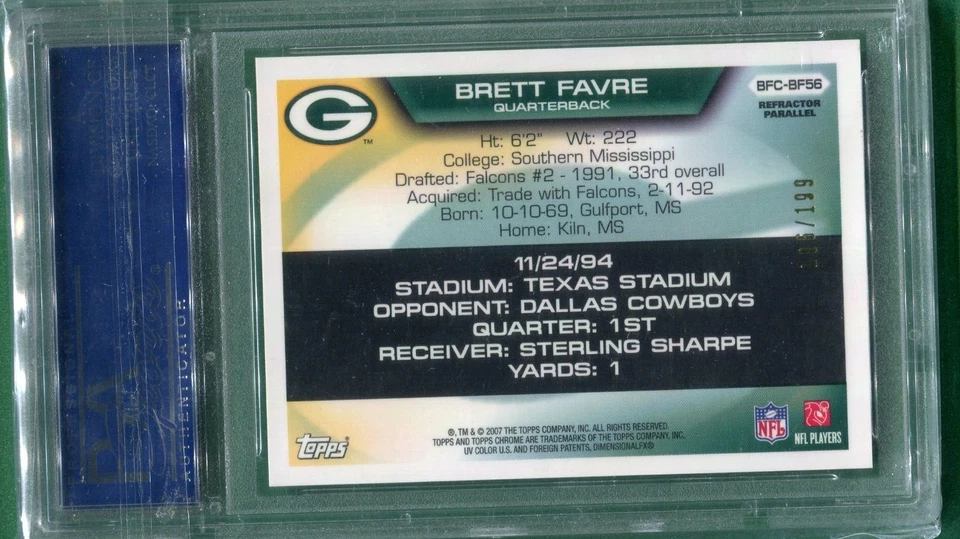 BRETT FAVRE
QUARTERBACK
BFC-BF56
REFRACTOR
PARALLEL
G
TM
Ht: 6'2" Wt: 222
College: Southern Mississippi
Drafted: Falcons #2 - 1991, 33rd overall
Acquired: Trade with Falcons, 2-11-92
Born: 10-10-69, Gulfport, MS
Home: Kiln, MS
/199
11/24/94
STADIUM: TEXAS STADIUM
OPPONENT: DALLAS COWBOYS
QUARTER: 1ST
RECEIVER: STERLING SHARPE
YARDS: 1
®, TM & © 2007 THE TOPPS COMPANY, INC. ALL RIGHTS RESERVED.
TOPPS AND TOPPS CHROME ARE TRADEMARKS OF THE TOPPS COMPANY, INC.
UV COLOR U.S. AND FOREIGN PATENTS, DIMENSIONALFX®
Topps
NFL
NFL PLAYERS
AUTHENTICATOR